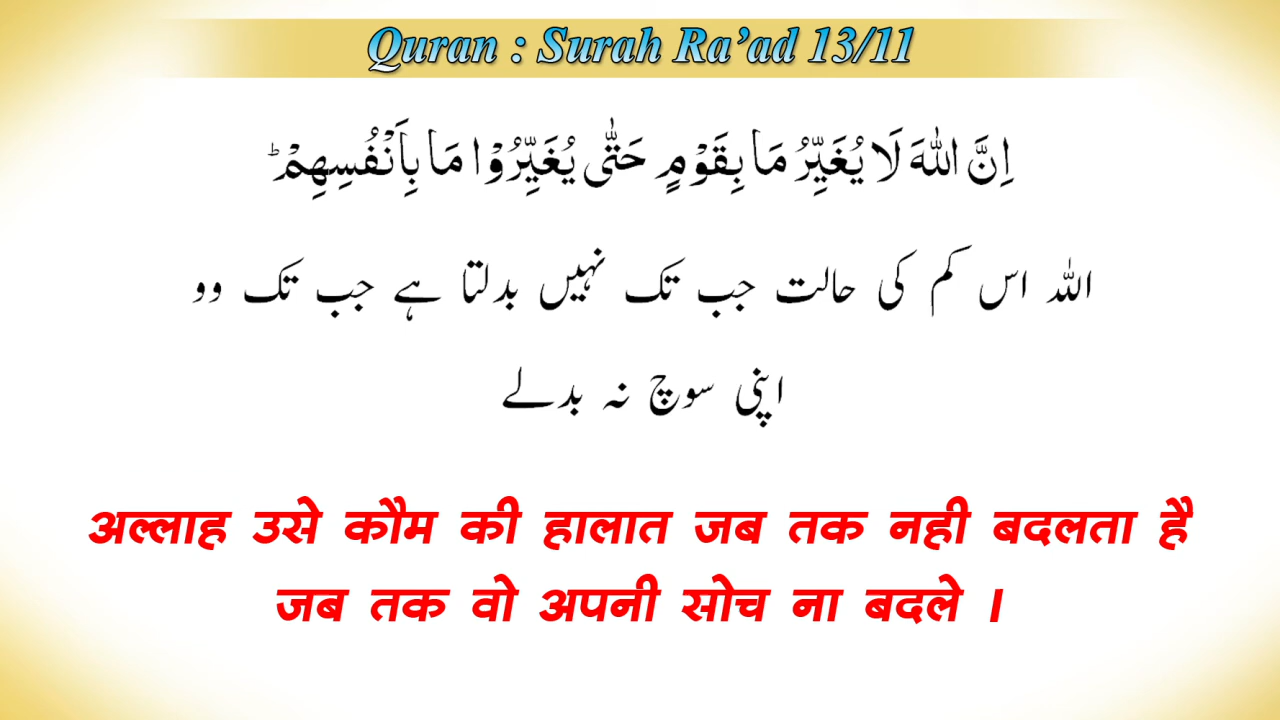 Quran : Surah Ra’ad 13/11
اِنَّ اللّٰهَ لَا يُغَيِّرُ مَا بِقَوْمٍ حَتّٰى يُغَيِّرُوْا مَا بِاَنْفُسِهِمْ ؕ
اللہ اس کم کی حالت جب تک نہیں بدلتا ہے جب تک وو
اپنی سوچ نہ بدلے
अल्लाह उसे कौम की हालात जब तक नही बदलता है
जब तक वो अपनी सोच ना बदले ।